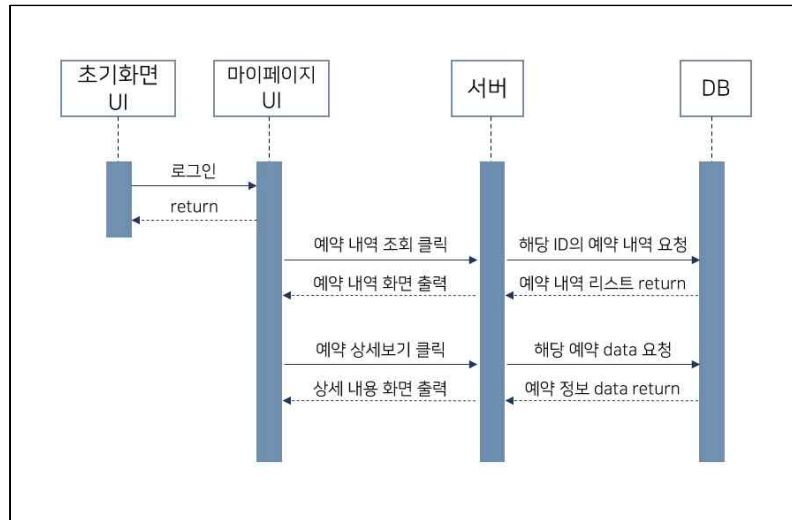 초기화면
UI
마이페이지
UI
서버
DB
로그인
return
예약 내역 조회 클릭
해당 ID의 예약 내역 요청
예약 내역 화면 출력
예약 내역 리스트 return
예약 상세보기 클릭
해당 예약 data 요청
상세 내용 화면 출력
예약 정보 data return